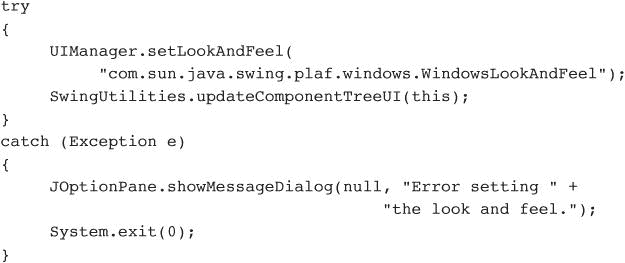 try
{
     UIManager.setLookAndFeel(
          "com.sun.java.swing.plaf.windows.WindowsLookAndFeel");
     SwingUtilities.updateComponentTreeUI(this);
}
catch (Exception e)
{
     JOptionPane.showMessageDialog(null, "Error setting " +
                                       "the look and feel.");
     System.exit(0);
}